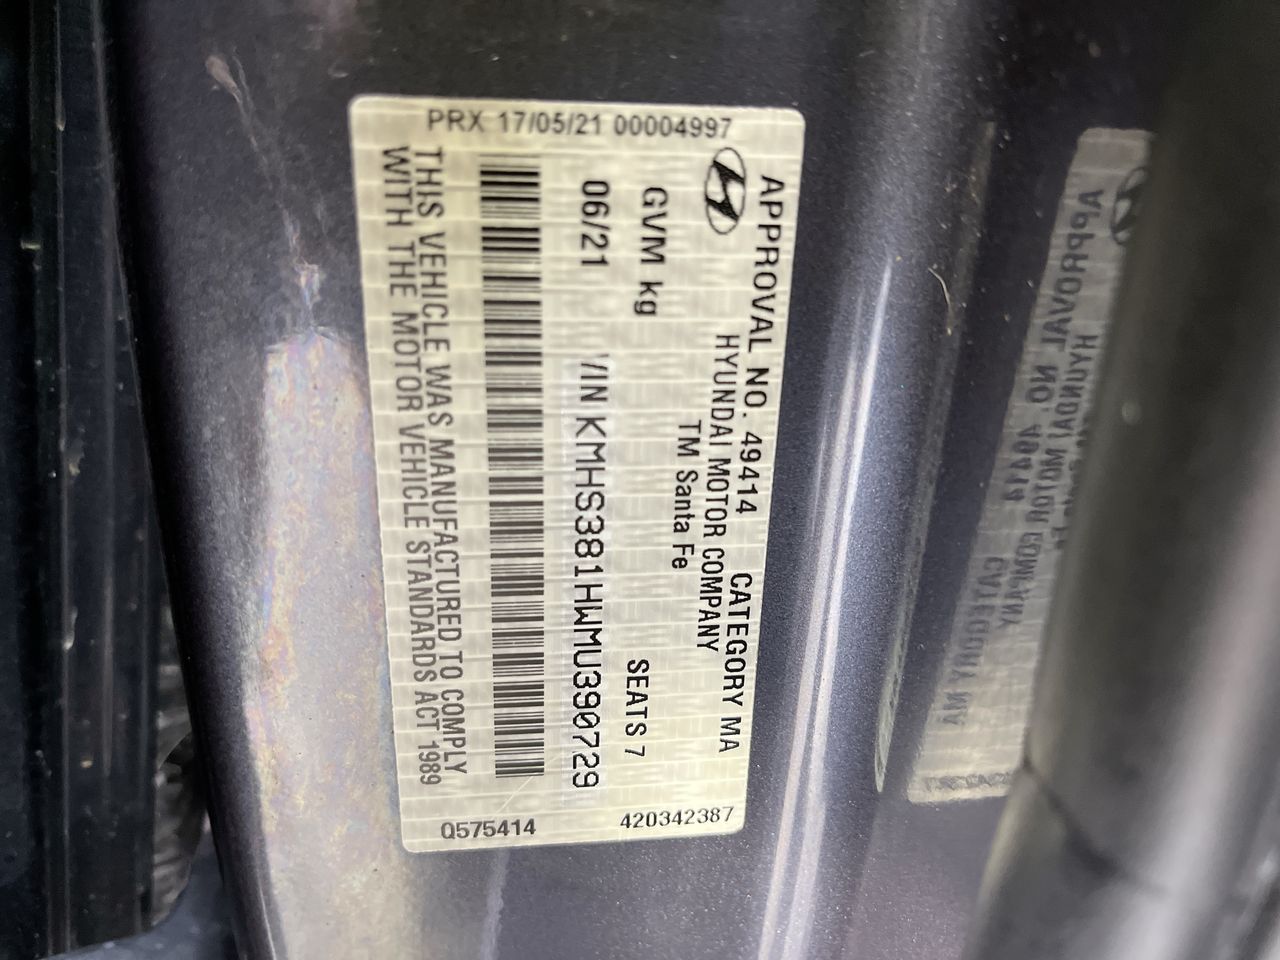 PRX 17/05/21 00004997
APPROVAL NO. 49414 CATEGORY MA
HYUNDAI MOTOR COMPANY
TM Santa Fe
GVM kg SEATS 7
06/21 VIN KMHS381HWMU390729
THIS VEHICLE WAS MANUFACTURED TO COMPLY
WITH THE MOTOR VEHICLE STANDARDS ACT 1989
Q575414
420342387